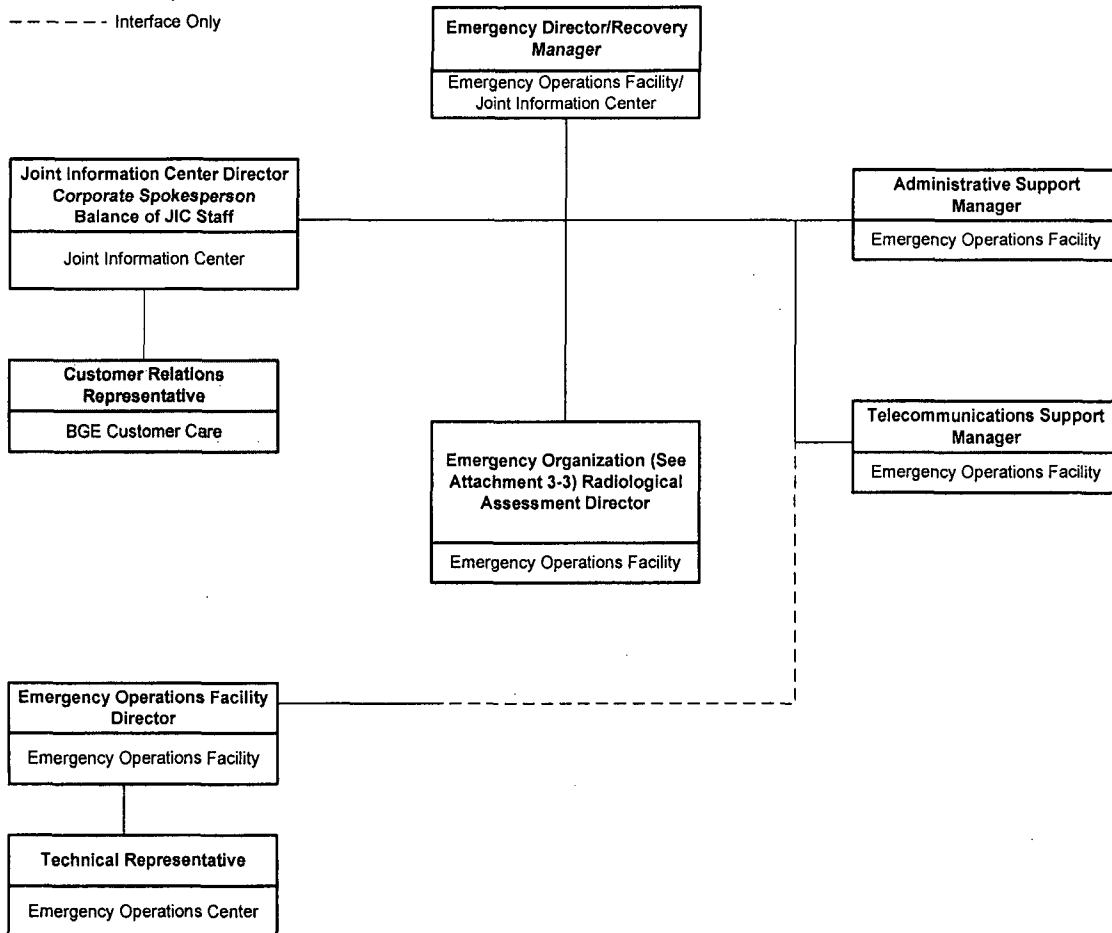 Interface Only
Emergency Director/Recovery
Manager
Emergency Operations Facility/
Joint Information Center
Joint Information Center Director
Corporate Spokesperson
Balance of JIC Staff
Joint Information Center
Administrative Support
Manager
Emergency Operations Facility
Customer Relations
Representative
BGE Customer Care
Emergency Organization (See
Attachment 3-3) Radiological
Assessment Director
Emergency Operations Facility
Telecommunications Support
Manager
Emergency Operations Facility
Emergency Operations Facility
Director
Emergency Operations Facility
Technical Representative
Emergency Operations Center